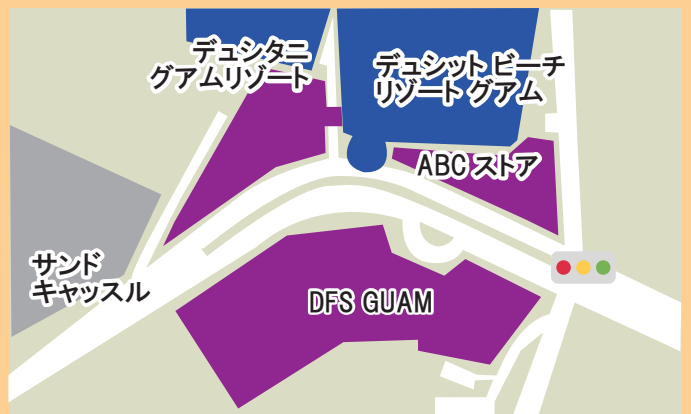 デュシタニ
グアムリゾート
デュシット ビーチ
リゾート グアム
ABC ストア
サンド
キャッスル
DFS GUAM